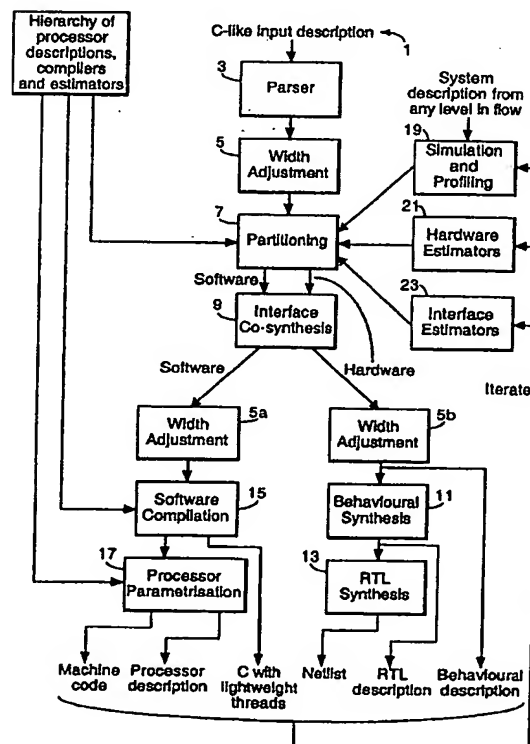 Hierarchy of
processor
descriptions,
compilers
and estimators
C-like input description
1
3
Parser
System
description from
any level in flow
5
Width
Adjustment
19
Simulation
and
Profiling
7
Partitioning
21
Hardware
Estimators
Software
9
Interface
Co-synthesis
23
Interface
Estimators
Software
Hardware
Iterate
5a
Width
Adjustment
5b
Width
Adjustment
Software
Compilation
15
Behavioural
Synthesis
11
17
Processor
Parametrisation
13
RTL
Synthesis
Machine
code
Processor
description
C with
lightweight
threads
Netlist
RTL
description
Behavioural
description